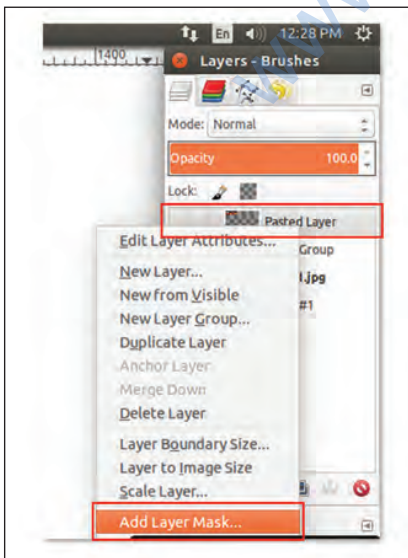 En 12:28 PM
1400
Layers - Brushes
Mode: Normal
Opacity 100.0
Lock:
Pasted Layer
Edit Layer Attributes...
Group
New Layer...
1.jpg
New from Visible
#1
New Layer Group...
Duplicate Layer
Anchor Layer
Merge Down
Delete Layer
Layer Boundary Size...
Layer to Image Size
Scale Layer...
Add Layer Mask...